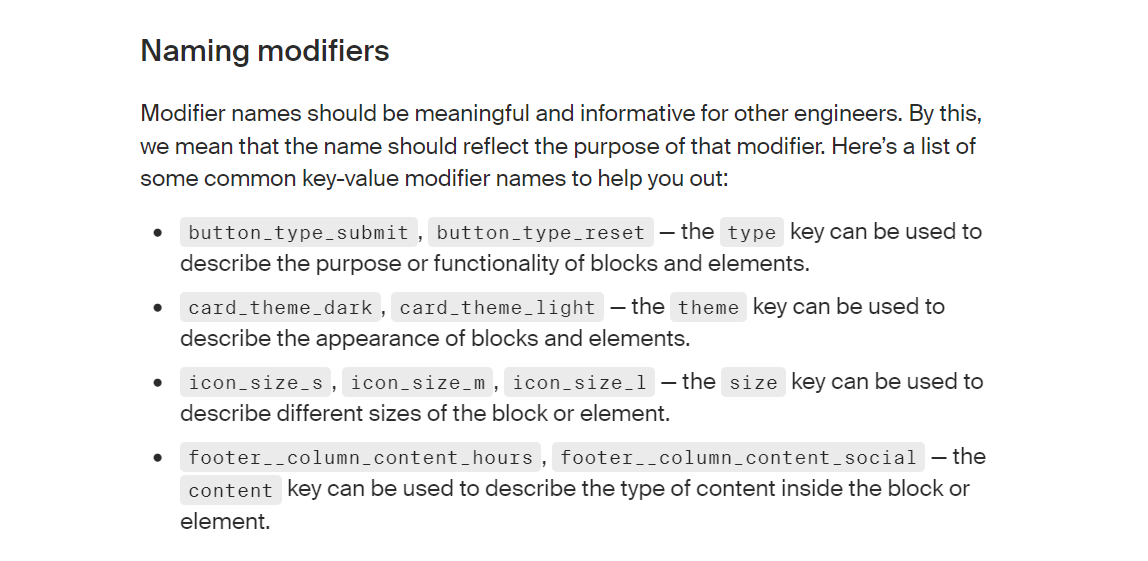 Naming modifiers
Modifier names should be meaningful and informative for other engineers. By this,
we mean that the name should reflect the purpose of that modifier. Here’s a list of
some common key-value modifier names to help you out:
• button_type_submit, button_type_reset — the type key can be used to
describe the purpose or functionality of blocks and elements.
• card_theme_dark, card_theme_light — the theme key can be used to
describe the appearance of blocks and elements.
• icon_size_s, icon_size_m, icon_size_l — the size key can be used to
describe different sizes of the block or element.
• footer__column_content_hours, footer__column_content_social — the
content key can be used to describe the type of content inside the block or
element.